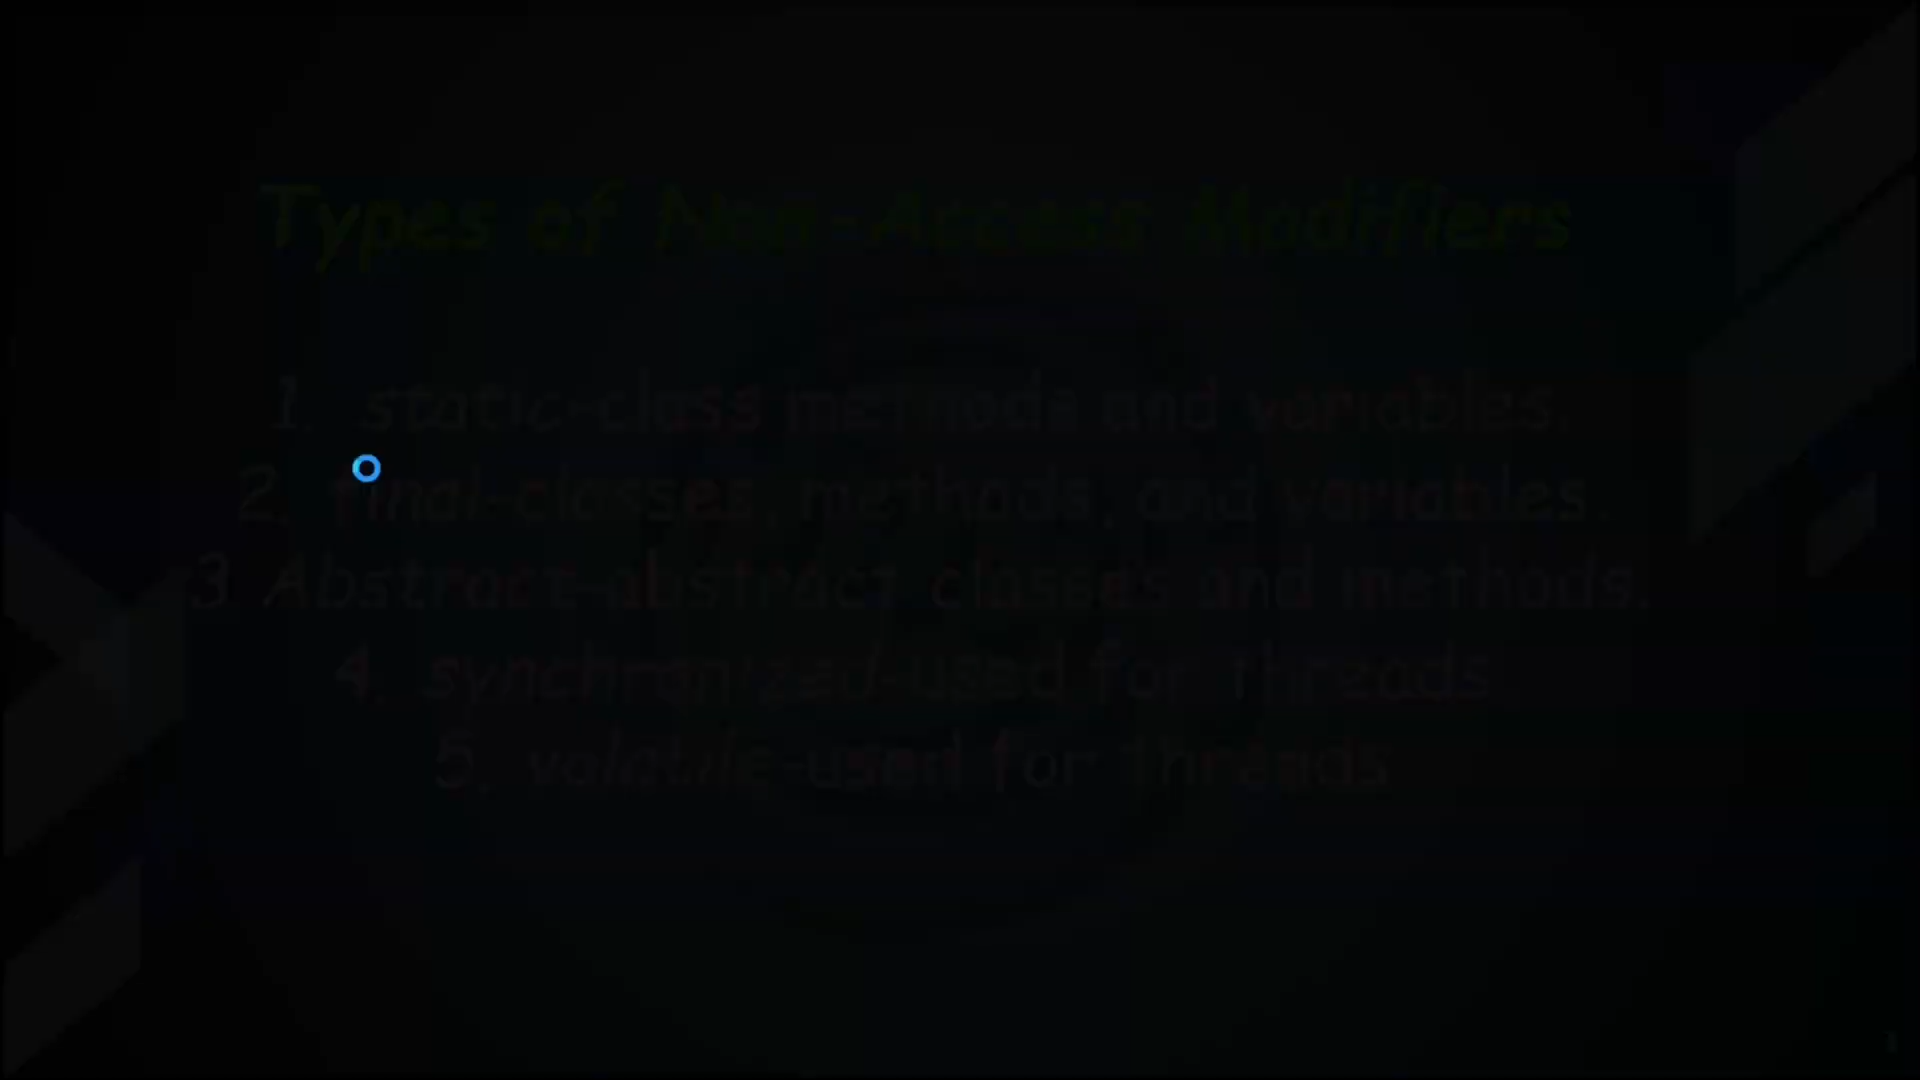 Types of Non-Access Modifiers
1. static-class methods and variables.
2. final-classes, methods, and variables.
3 Abstract-abstract classes and methods.
4. synchronized-used for threads
5. volatile-used for threads